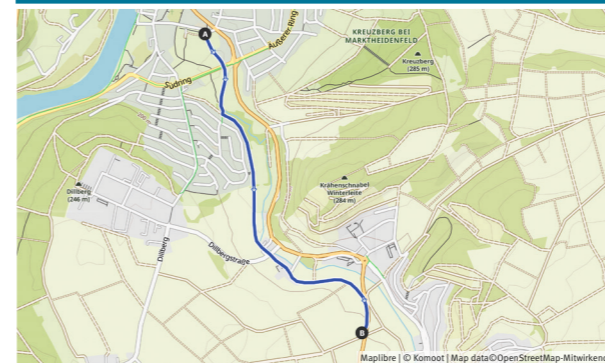 A
Äußerer-Ring
KREUZBERG BEI
MARKTHEIDENFELD
Kreuzberg
(285 m)
Südring
Dillberg
(246 m)
Krähenschnabel
Winterleite
(284 m)
Dillberg
Dillbergstraße
B
Maplibre | © Komoot | Map data©OpenStreetMap-Mitwirkend